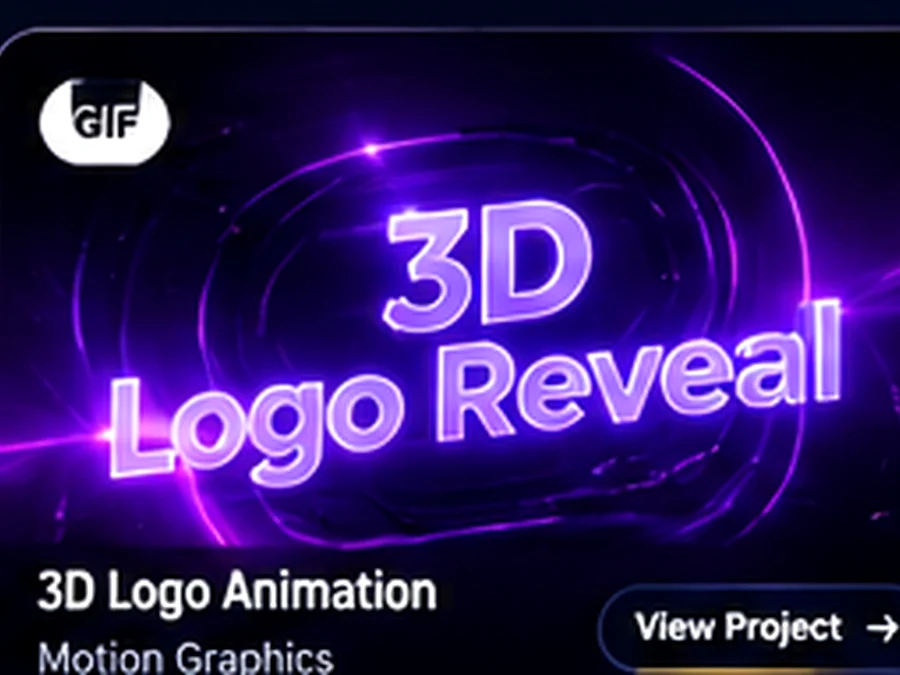 GIF
3D
Logo Reveal
3D Logo Animation
View Project →
Motion Graphics